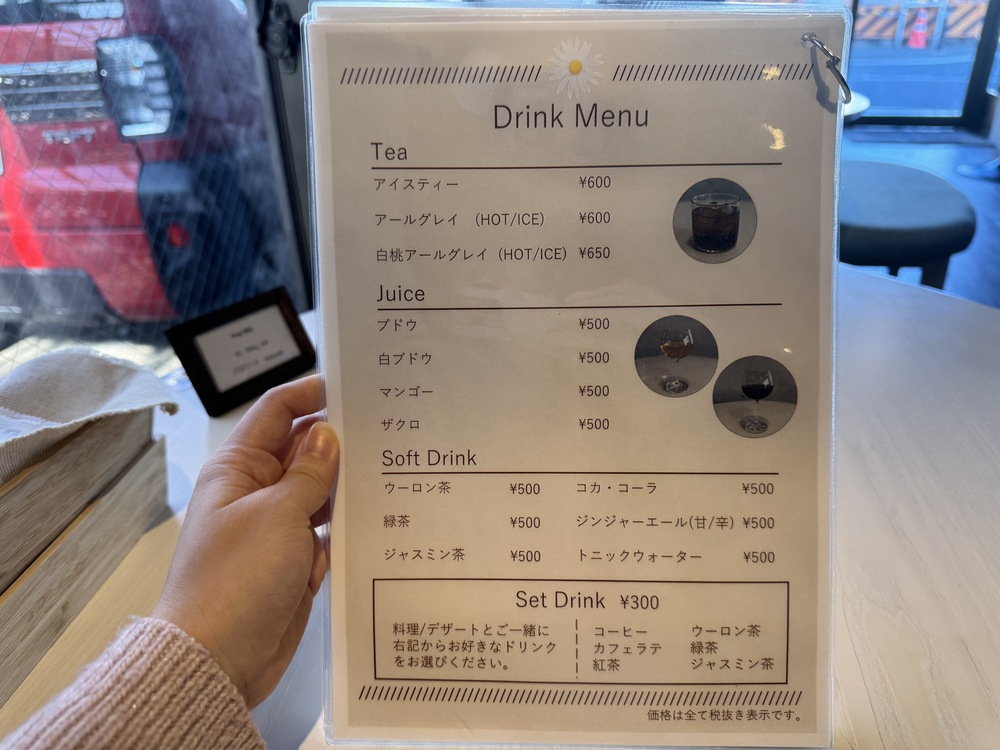 Drink Menu
Tea
アイスティー ¥600
アールグレイ (HOT/ICE) ¥600
白桃アールグレイ (HOT/ICE) ¥650
Juice
ブドウ ¥500
白ブドウ ¥500
マンゴー ¥500
ザクロ ¥500
Soft Drink
ウーロン茶 ¥500 コカ・コーラ ¥500
緑茶 ¥500 ジンジャーエール(甘/辛) ¥500
ジャスミン茶 ¥500 トニックウォーター ¥500
Set Drink ¥300
料理/デザートとご一緒に
右記からお好きなドリンク
をお選びください。
コーヒー ウーロン茶
カフェラテ 緑茶
紅茶 ジャスミン茶
価格は全て税抜き表示です。